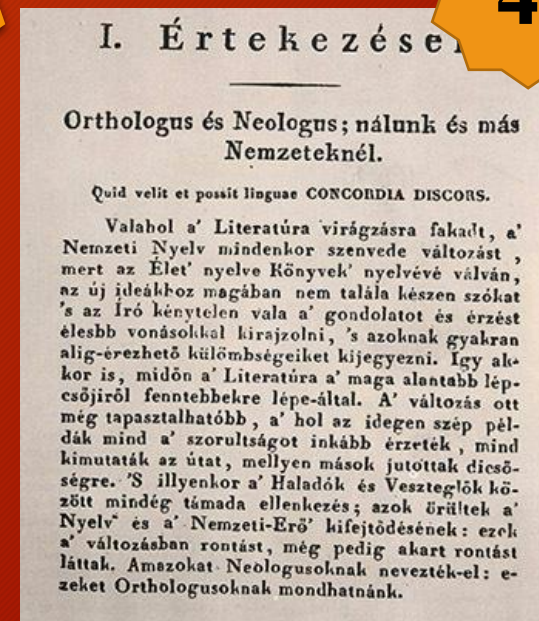 4
I. Értekezése
Orthologus és Neologus; nálunk és más
Nemzeteknél.
Quid velit et possit linguae CONCORDIA DISCORS.
Valahol a' Literatúra virágzásra fakadt, a'
Nemzeti Nyelv mindenkor szenvede változást ,
mert az Élet' nyelve Könyvek' nyelvévé válván,
az új ideákhoz magában nem talála készen szókat
's az Író kénytelen vala a' gondolatot és érzést
élesbb vonásokkal kirajzolni, 's azoknak gyakran
alig-érezhető külömbségeiket kijegyezni. Így ak-
kor is, midőn a' Literatúra a' maga alantabb lép-
csőjiről fenntebbekre lépe-által. A' változás ott
még tapasztalhatóbb, a' hol az idegen szép pél-
dák mind a' szorultságot inkább érzeték, mind
kimutaták az útat, mellyen mások jutottak dicső-
ségre. 'S illyenkor a' Haladók és Veszteglők kö-
zött mindég támada ellenkezés; azok örűltek a'
Nyelv' és a' Nemzeti-Erő' kifejtődésének: ezek
a' változásban rontást, még pedig akart rontást
láttak. Amazokat Neologusoknak nevezték-el: e-
zeket Orthologusoknak mondhatnánk.